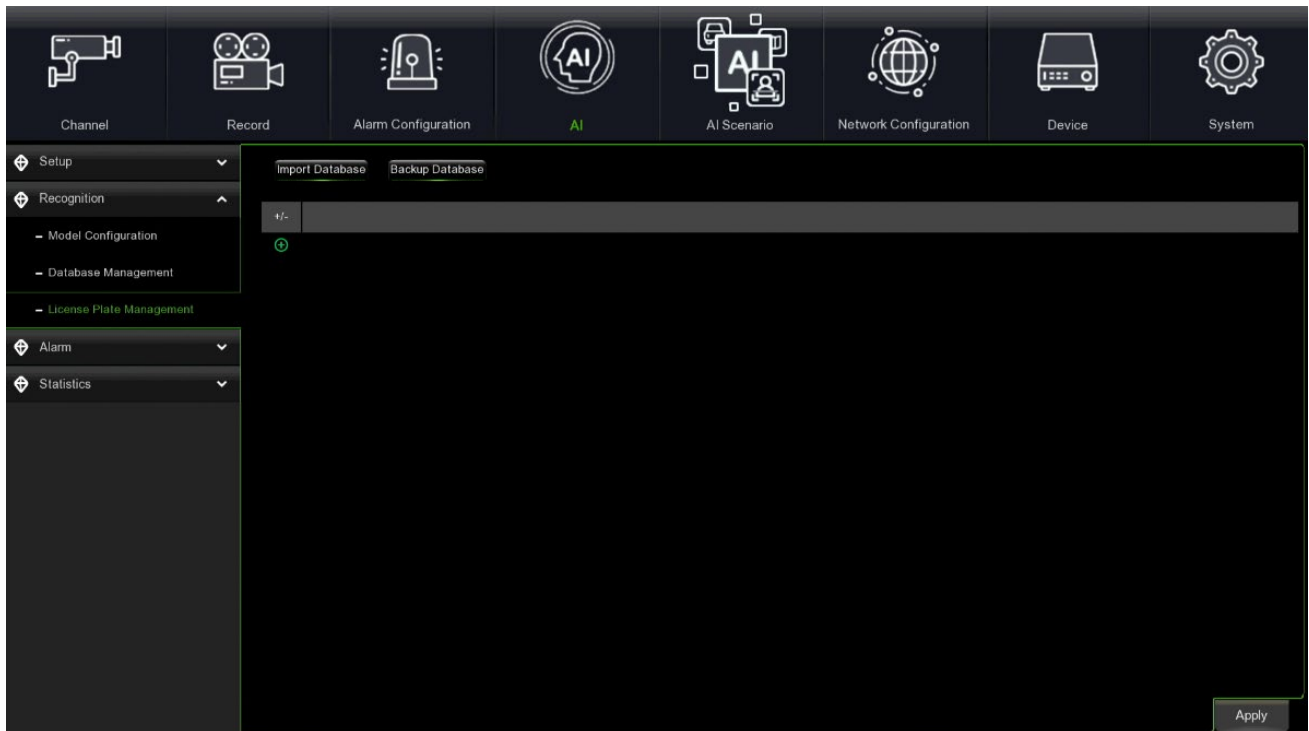 Channel Record Alarm Configuration AI AI Scenario Network Configuration Device System
Setup
Recognition
Model Configuration
Database Management
License Plate Management
Alarm
Statistics
Import Database Backup Database
+/-
Apply